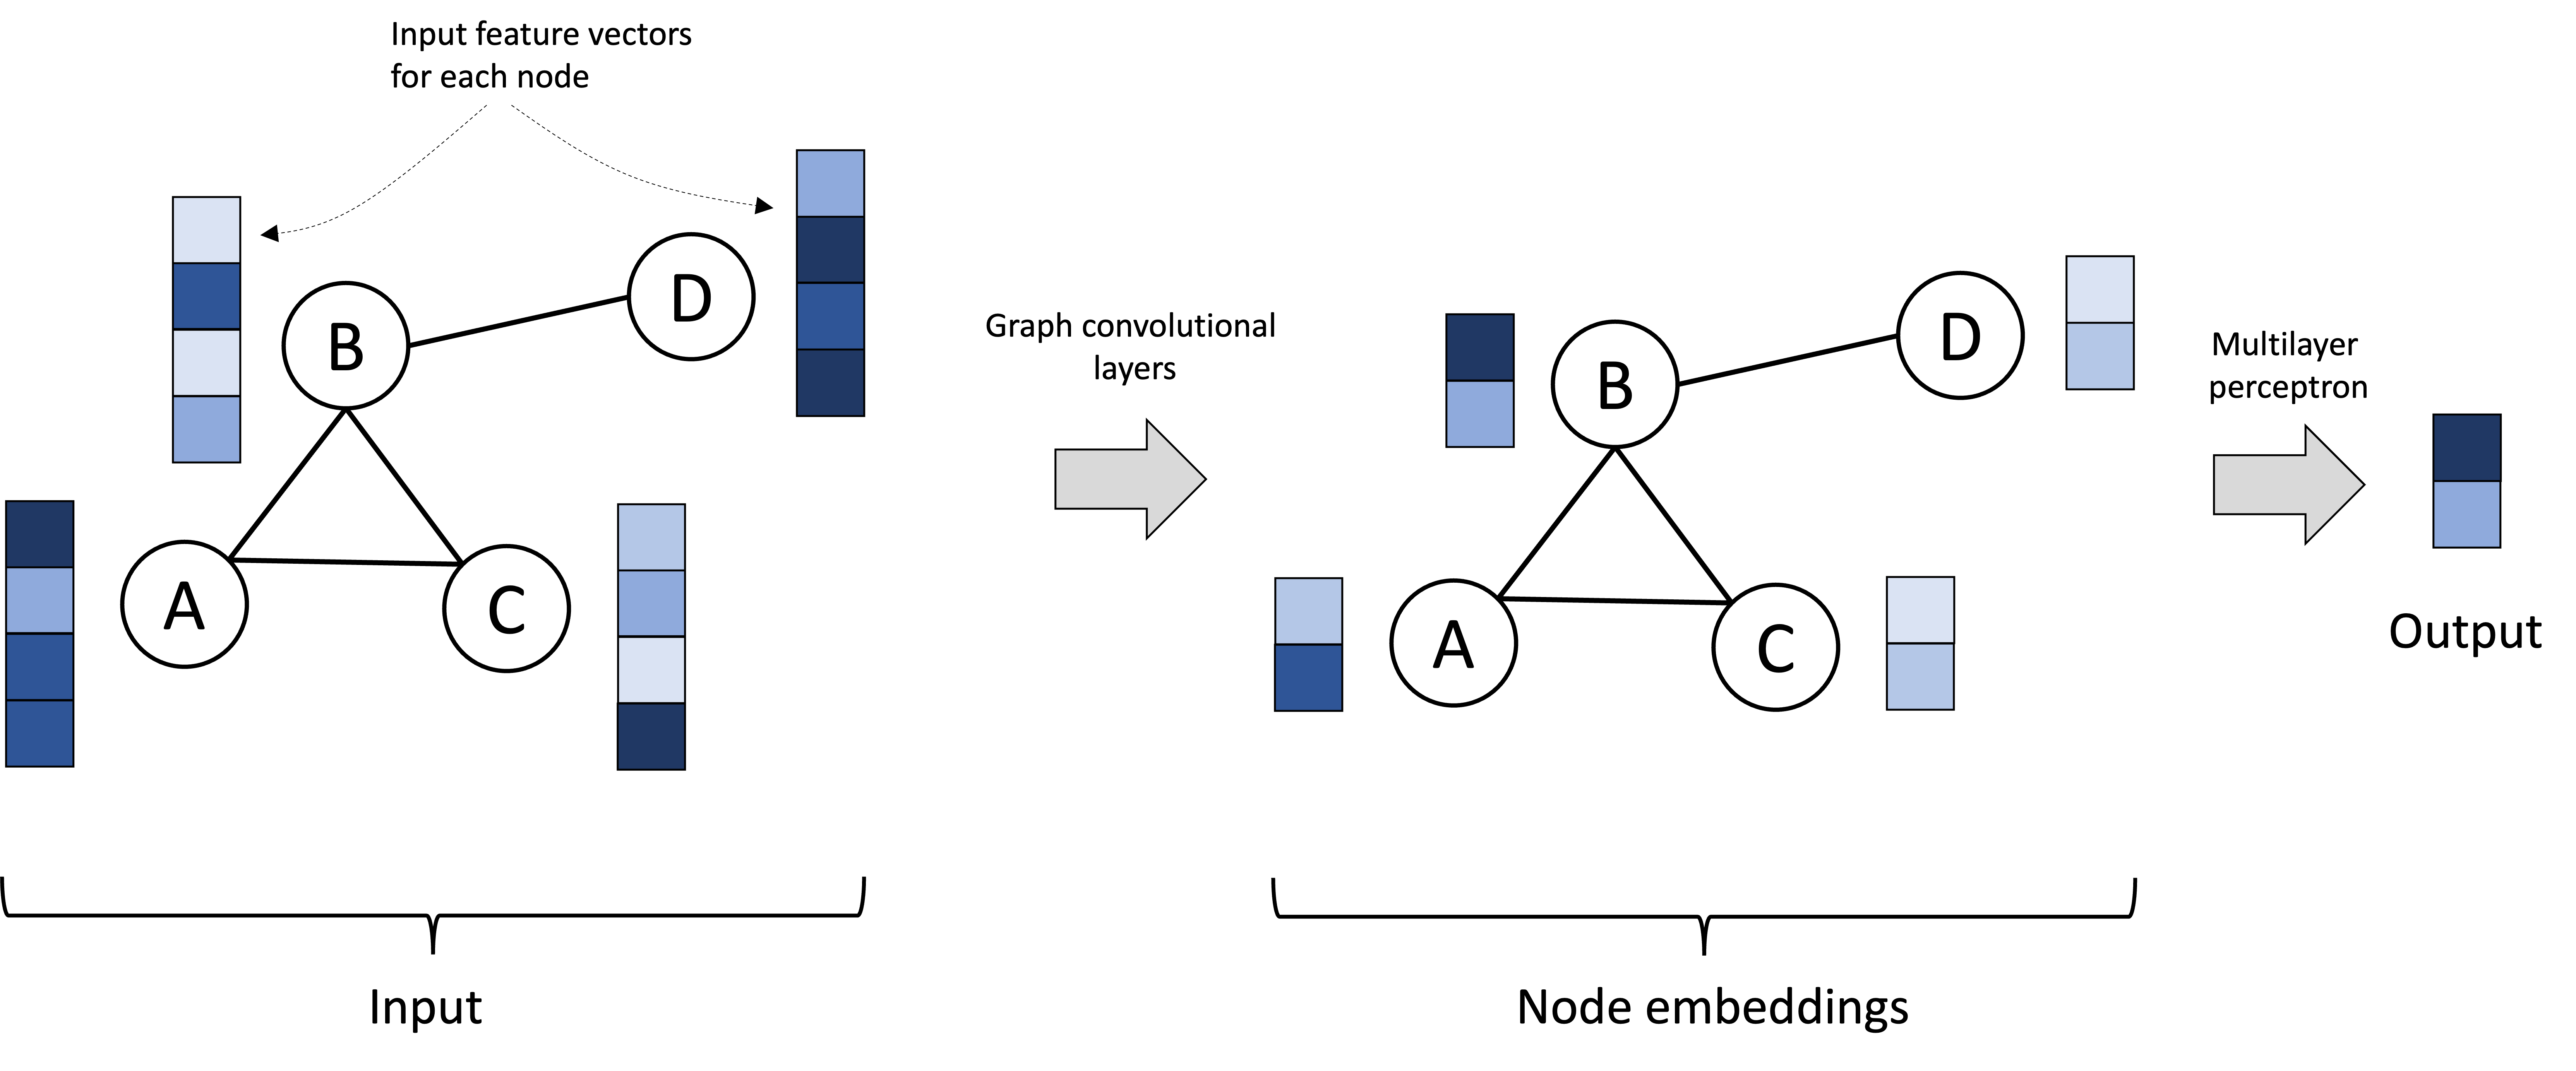 Input feature vectors
for each node
B
D
A
C
Input
Graph convolutional
layers
B
D
A
C
Node embeddings
Multilayer
perceptron
Output